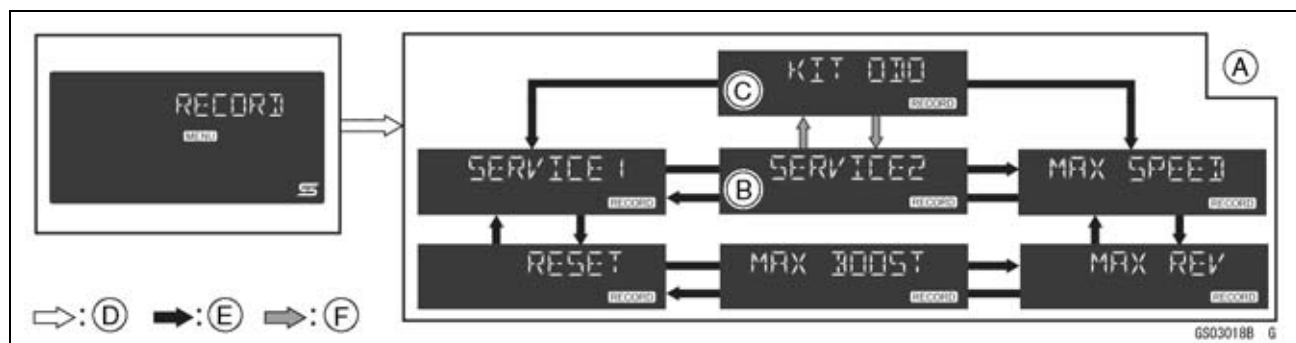 RECORD
MENU
KIT ODO
RECORD
A
C
SERVICE1
RECORD
SERVICE2
RECORD
B
MAX SPEED
RECORD
RESET
RECORD
MAX BOOST
RECORD
MAX REV
RECORD
: D : E : F
GS03018B G